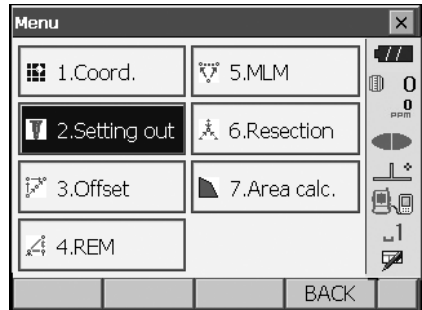 Menu
1.Coord.
5.MLM
2.Setting out
6.Resection
3.Offset
7.Area calc.
4.REM
0
0
PPM
1
BACK